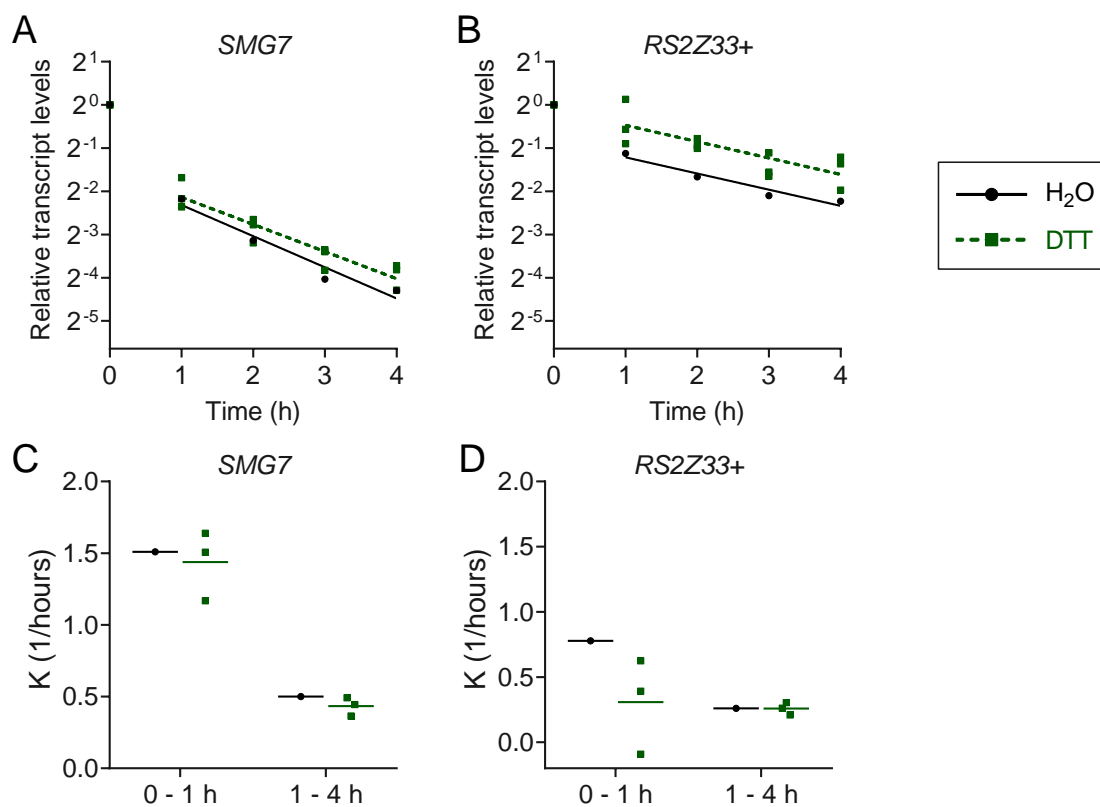 A
SMG7
Relative transcript levels
2^1
2^0
2^-1
2^-2
2^-3
2^-4
2^-5
0 1 2 3 4
Time (h)
B
RS2Z33+
Relative transcript levels
2^1
2^0
2^-1
2^-2
2^-3
2^-4
2^-5
0 1 2 3 4
Time (h)
H₂O
DTT
C
SMG7
K (1/hours)
2.0
1.5
1.0
0.5
0.0
0 - 1 h 1 - 4 h
D
RS2Z33+
K (1/hours)
2.0
1.5
1.0
0.5
0.0
0 - 1 h 1 - 4 h